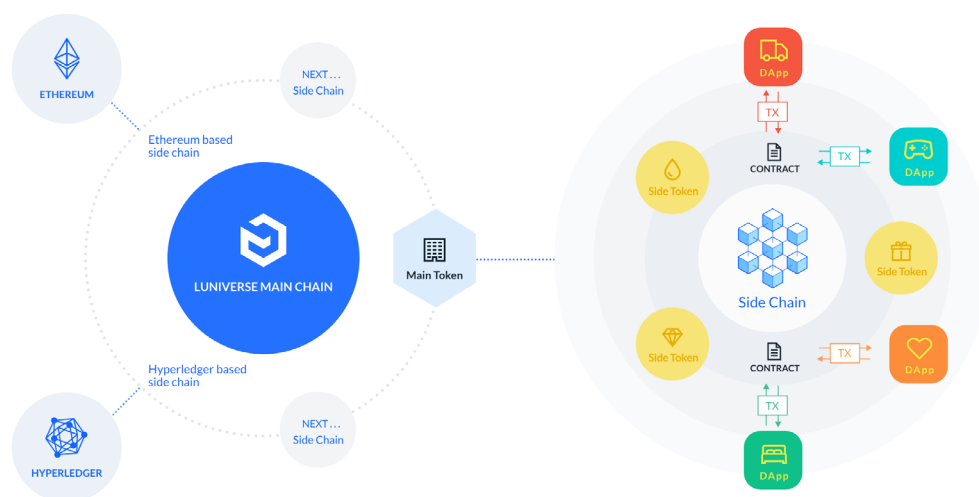 ETHEREUM
NEXT...
Side Chain
Ethereum based
side chain
LUNIVERSE MAIN CHAIN
Main Token
Hyperledger based
side chain
HYPERLEDGER
NEXT...
Side Chain
DApp
TX
CONTRACT
TX
DApp
Side Token
Side Chain
Side Token
Side Token
CONTRACT
TX
DApp
TX
DApp